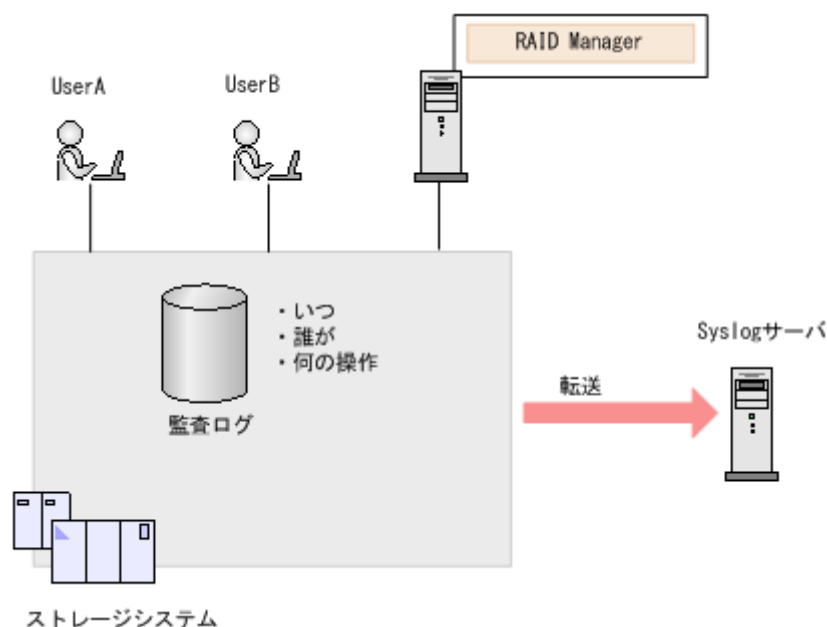 RAID Manager
UserA
UserB
・いつ
・誰が
・何の操作
監査ログ
Syslogサーバ
転送
ストレージシステム